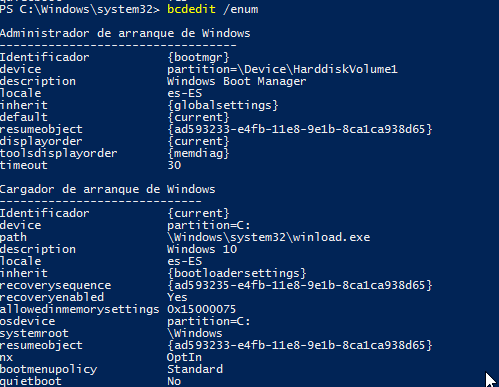 PS C:\Windows\system32> bcdedit /enum
Administrador de arranque de Windows
----------------------------------
Identificador           {bootmgr}
device                  partition=\Device\HarddiskVolume1
description             Windows Boot Manager
locale                  es-ES
inherit                 {globalsettings}
default                 {current}
resumeobject            {ad593233-e4fb-11e8-9e1b-8ca1ca938d65}
displayorder            {current}
toolsdisplayorder       {memdiag}
timeout                 30
Cargador de arranque de Windows
-----------------------------
Identificador           {current}
device                  partition=C:
path                    \Windows\system32\winload.exe
description             Windows 10
locale                  es-ES
inherit                 {bootloadersettings}
recoverysequence        {ad593235-e4fb-11e8-9e1b-8ca1ca938d65}
recoveryenabled         Yes
allowedinmemorysettings 0x15000075
osdevice                partition=C:
systemroot              \Windows
resumeobject            {ad593233-e4fb-11e8-9e1b-8ca1ca938d65}
nx                      OptIn
bootmenupolicy          Standard
quietboot               No